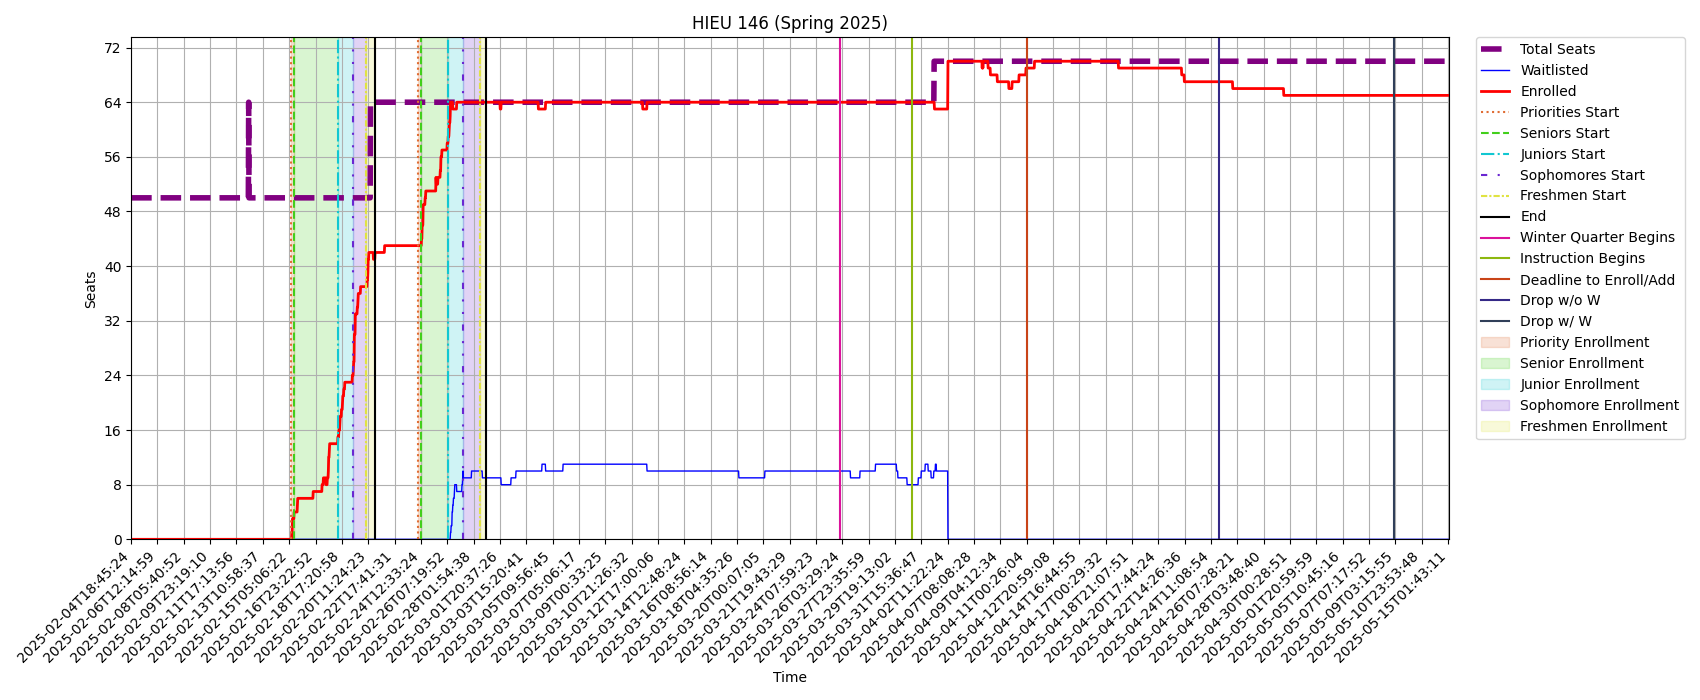 HIEU 146 (Spring 2025)
72
64
56
48
40
32
24
16
8
0
Seats
2025-02-04T18:45:24
2025-02-06T12:14:59
2025-02-08T05:40:52
2025-02-09T23:19:10
2025-02-11T17:13:56
2025-02-13T10:58:37
2025-02-15T05:06:22
2025-02-16T23:22:52
2025-02-18T17:20:58
2025-02-20T11:24:23
2025-02-22T17:41:31
2025-02-24T12:33:24
2025-02-26T07:19:52
2025-02-28T01:54:38
2025-03-01T20:37:26
2025-03-03T15:20:41
2025-03-05T09:56:45
2025-03-07T05:06:17
2025-03-09T00:33:25
2025-03-10T21:26:32
2025-03-12T17:00:06
2025-03-14T12:48:24
2025-03-16T08:56:14
2025-03-18T04:35:26
2025-03-20T00:07:05
2025-03-21T19:43:29
2025-03-24T07:59:23
2025-03-26T03:29:24
2025-03-27T23:35:59
2025-03-29T19:13:02
2025-03-31T15:36:47
2025-04-02T11:22:24
2025-04-07T08:08:28
2025-04-09T04:12:34
2025-04-11T00:26:04
2025-04-12T20:59:08
2025-04-14T16:44:55
2025-04-17T00:29:32
2025-04-18T21:07:51
2025-04-20T17:44:24
2025-04-22T14:26:36
2025-04-24T11:08:54
2025-04-26T07:28:21
2025-04-28T03:48:40
2025-04-30T00:28:51
2025-05-01T20:59:59
2025-05-05T10:45:16
2025-05-07T07:17:52
2025-05-09T03:15:55
2025-05-10T23:53:48
2025-05-15T01:43:11
Time
Total Seats
Waitlisted
Enrolled
Priorities Start
Seniors Start
Juniors Start
Sophomores Start
Freshmen Start
End
Winter Quarter Begins
Instruction Begins
Deadline to Enroll/Add
Drop w/o W
Drop w/ W
Priority Enrollment
Senior Enrollment
Junior Enrollment
Sophomore Enrollment
Freshmen Enrollment